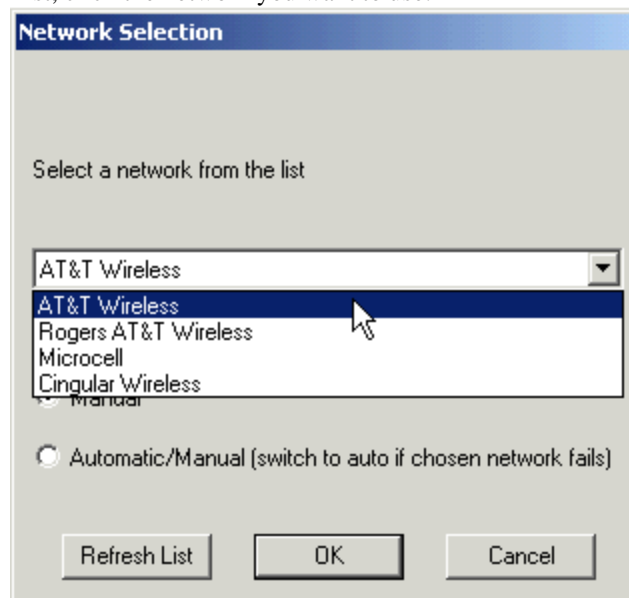 Network Selection
Select a network from the list
AT&T Wireless
AT&T Wireless
Rogers AT&T Wireless
Microcell
Cingular Wireless
Manual
Automatic/Manual (switch to auto if chosen network fails)
Refresh List
OK
Cancel